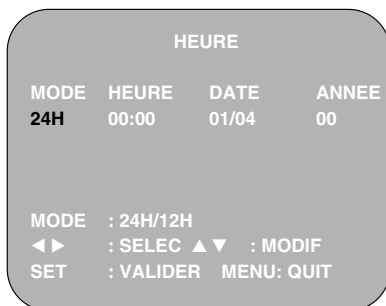 HEURE
MODE HEURE DATE ANNEE
24H 00:00 01/04 00
MODE : 24H/12H
◀ ▶ : SELEC ▲ ▼ : MODIF
SET : VALIDER MENU: QUIT